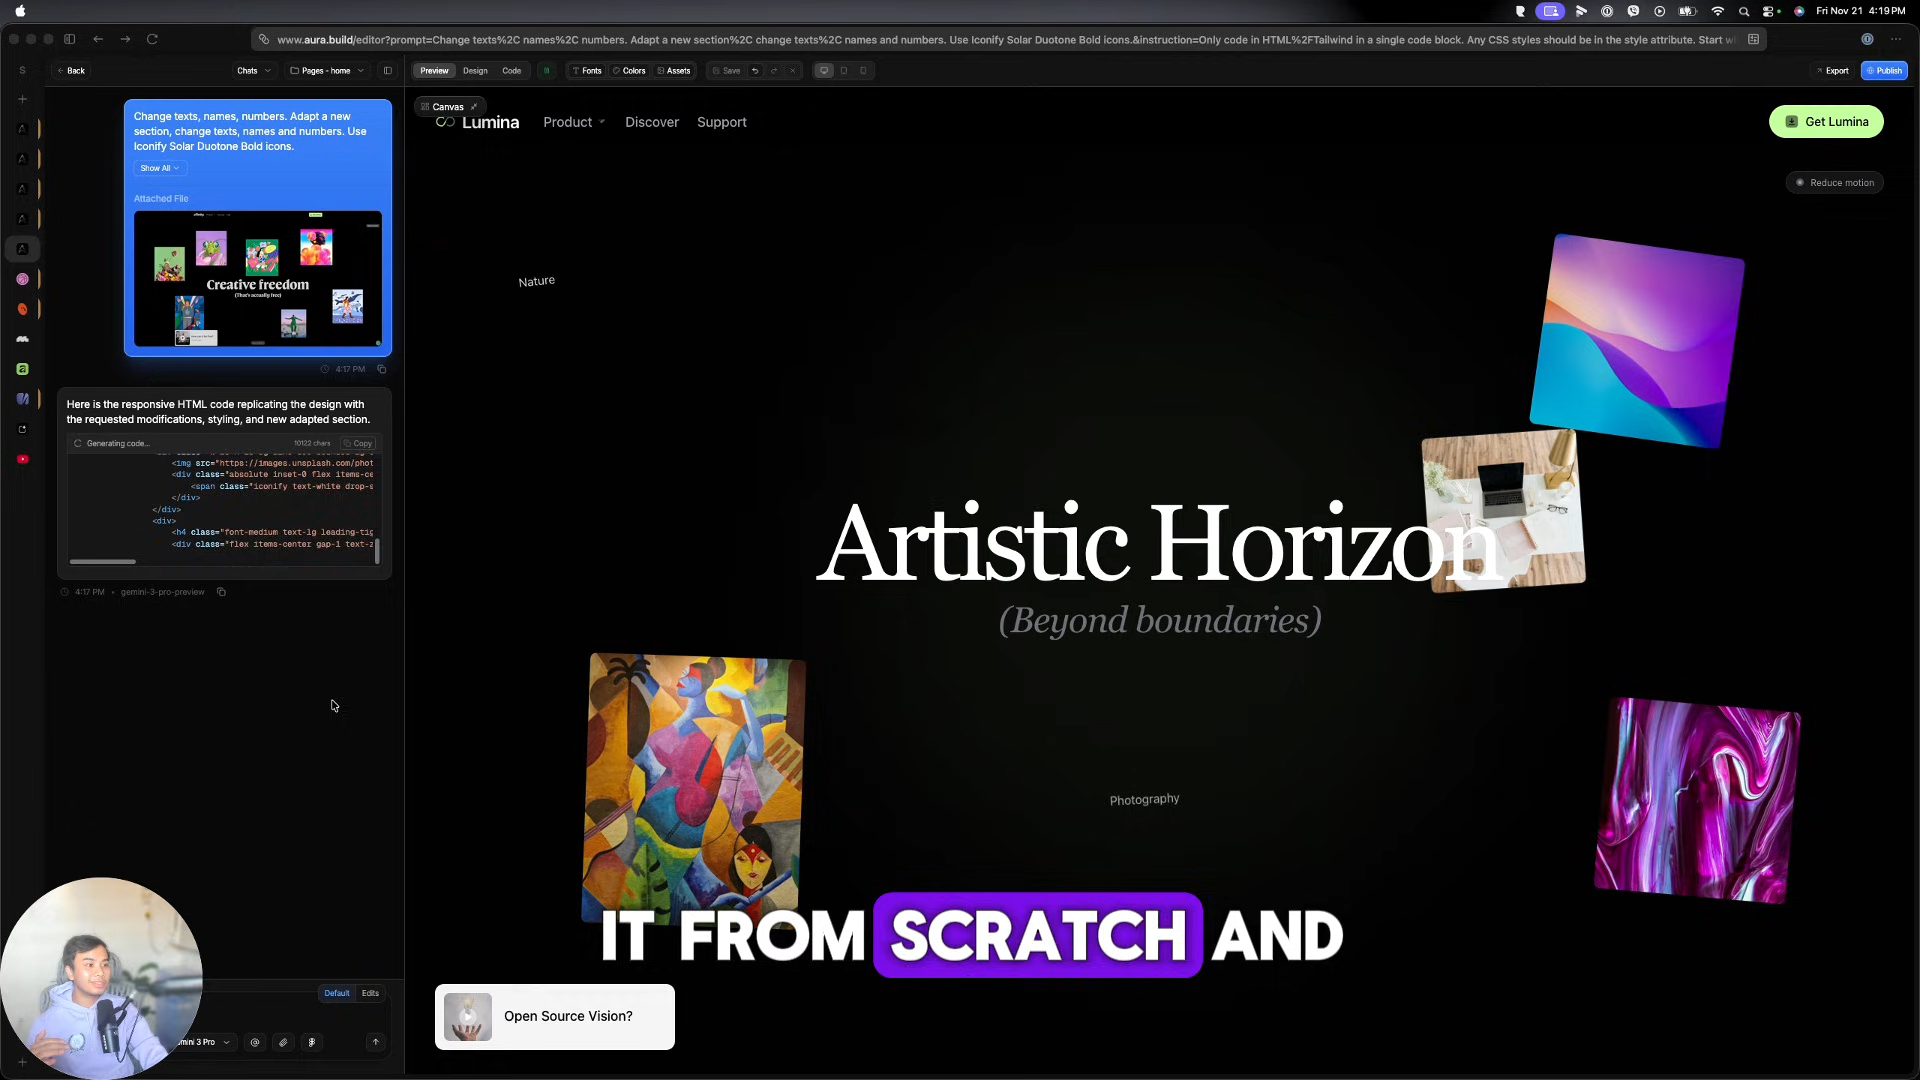 Fri Nov 21 4:19PM
www.aura.build/editor?prompt=Change texts%2C names%2C numbers. Adapt a new section%2C change texts%2C names and numbers. Use Iconify Solar Duotone Bold icons.&instruction=Only code in HTML%2FTailwind in a single code block. Any CSS styles should be in the style attribute. Start w
Back
Chats
Pages - home
Preview
Design
Code
Fonts
Colors
Assets
Save
Export
Publish
Canvas
Lumina
Product
Discover
Support
Get Lumina
Reduce motion
Change texts, names, numbers. Adapt a new
section, change texts, names and numbers. Use
Iconify Solar Duotone Bold icons.
Show All
Attached File
Creative freedom
(That's actually free)
4:17 PM
Here is the responsive HTML code replicating the design with
the requested modifications, styling, and new adapted section.
Generating code...
10122 chars
Copy
<img src="https://images.unsplash.com/phot
<div class="absolute inset-0 flex items-ce
<span class="iconify text-white drop-s
</div>
</div>
<div>
<h4 class="font-medium text-lg leading-tig
<div class="flex items-center gap-1 text-z
4:17 PM • gemini-3-pro-preview
Nature
Artistic Horizon
(Beyond boundaries)
Photography
IT FROM SCRATCH AND
Open Source Vision?
Default
Edits
mini 3 Pro